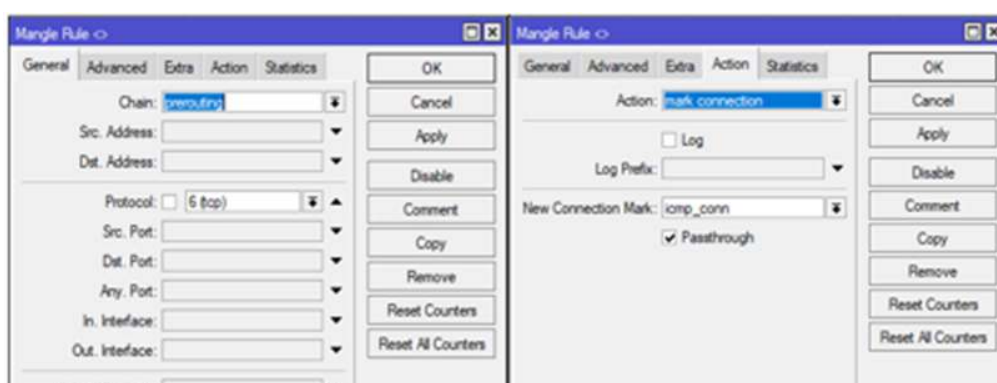 Mangle Rule <>
General Advanced Extra Action Statistics
Chain: prerouting
Src. Address:
Dst. Address:
Protocol: 6 (tcp)
Src. Port:
Dst. Port:
Any. Port:
In. Interface:
Out. Interface:
OK
Cancel
Apply
Disable
Comment
Copy
Remove
Reset Counters
Reset All Counters
Mangle Rule <>
General Advanced Extra Action Statistics
Action: mark connection
Log
Log Prefix:
New Connection Mark: icmp_conn
Passthrough
OK
Cancel
Apply
Disable
Comment
Copy
Remove
Reset Counters
Reset All Counters